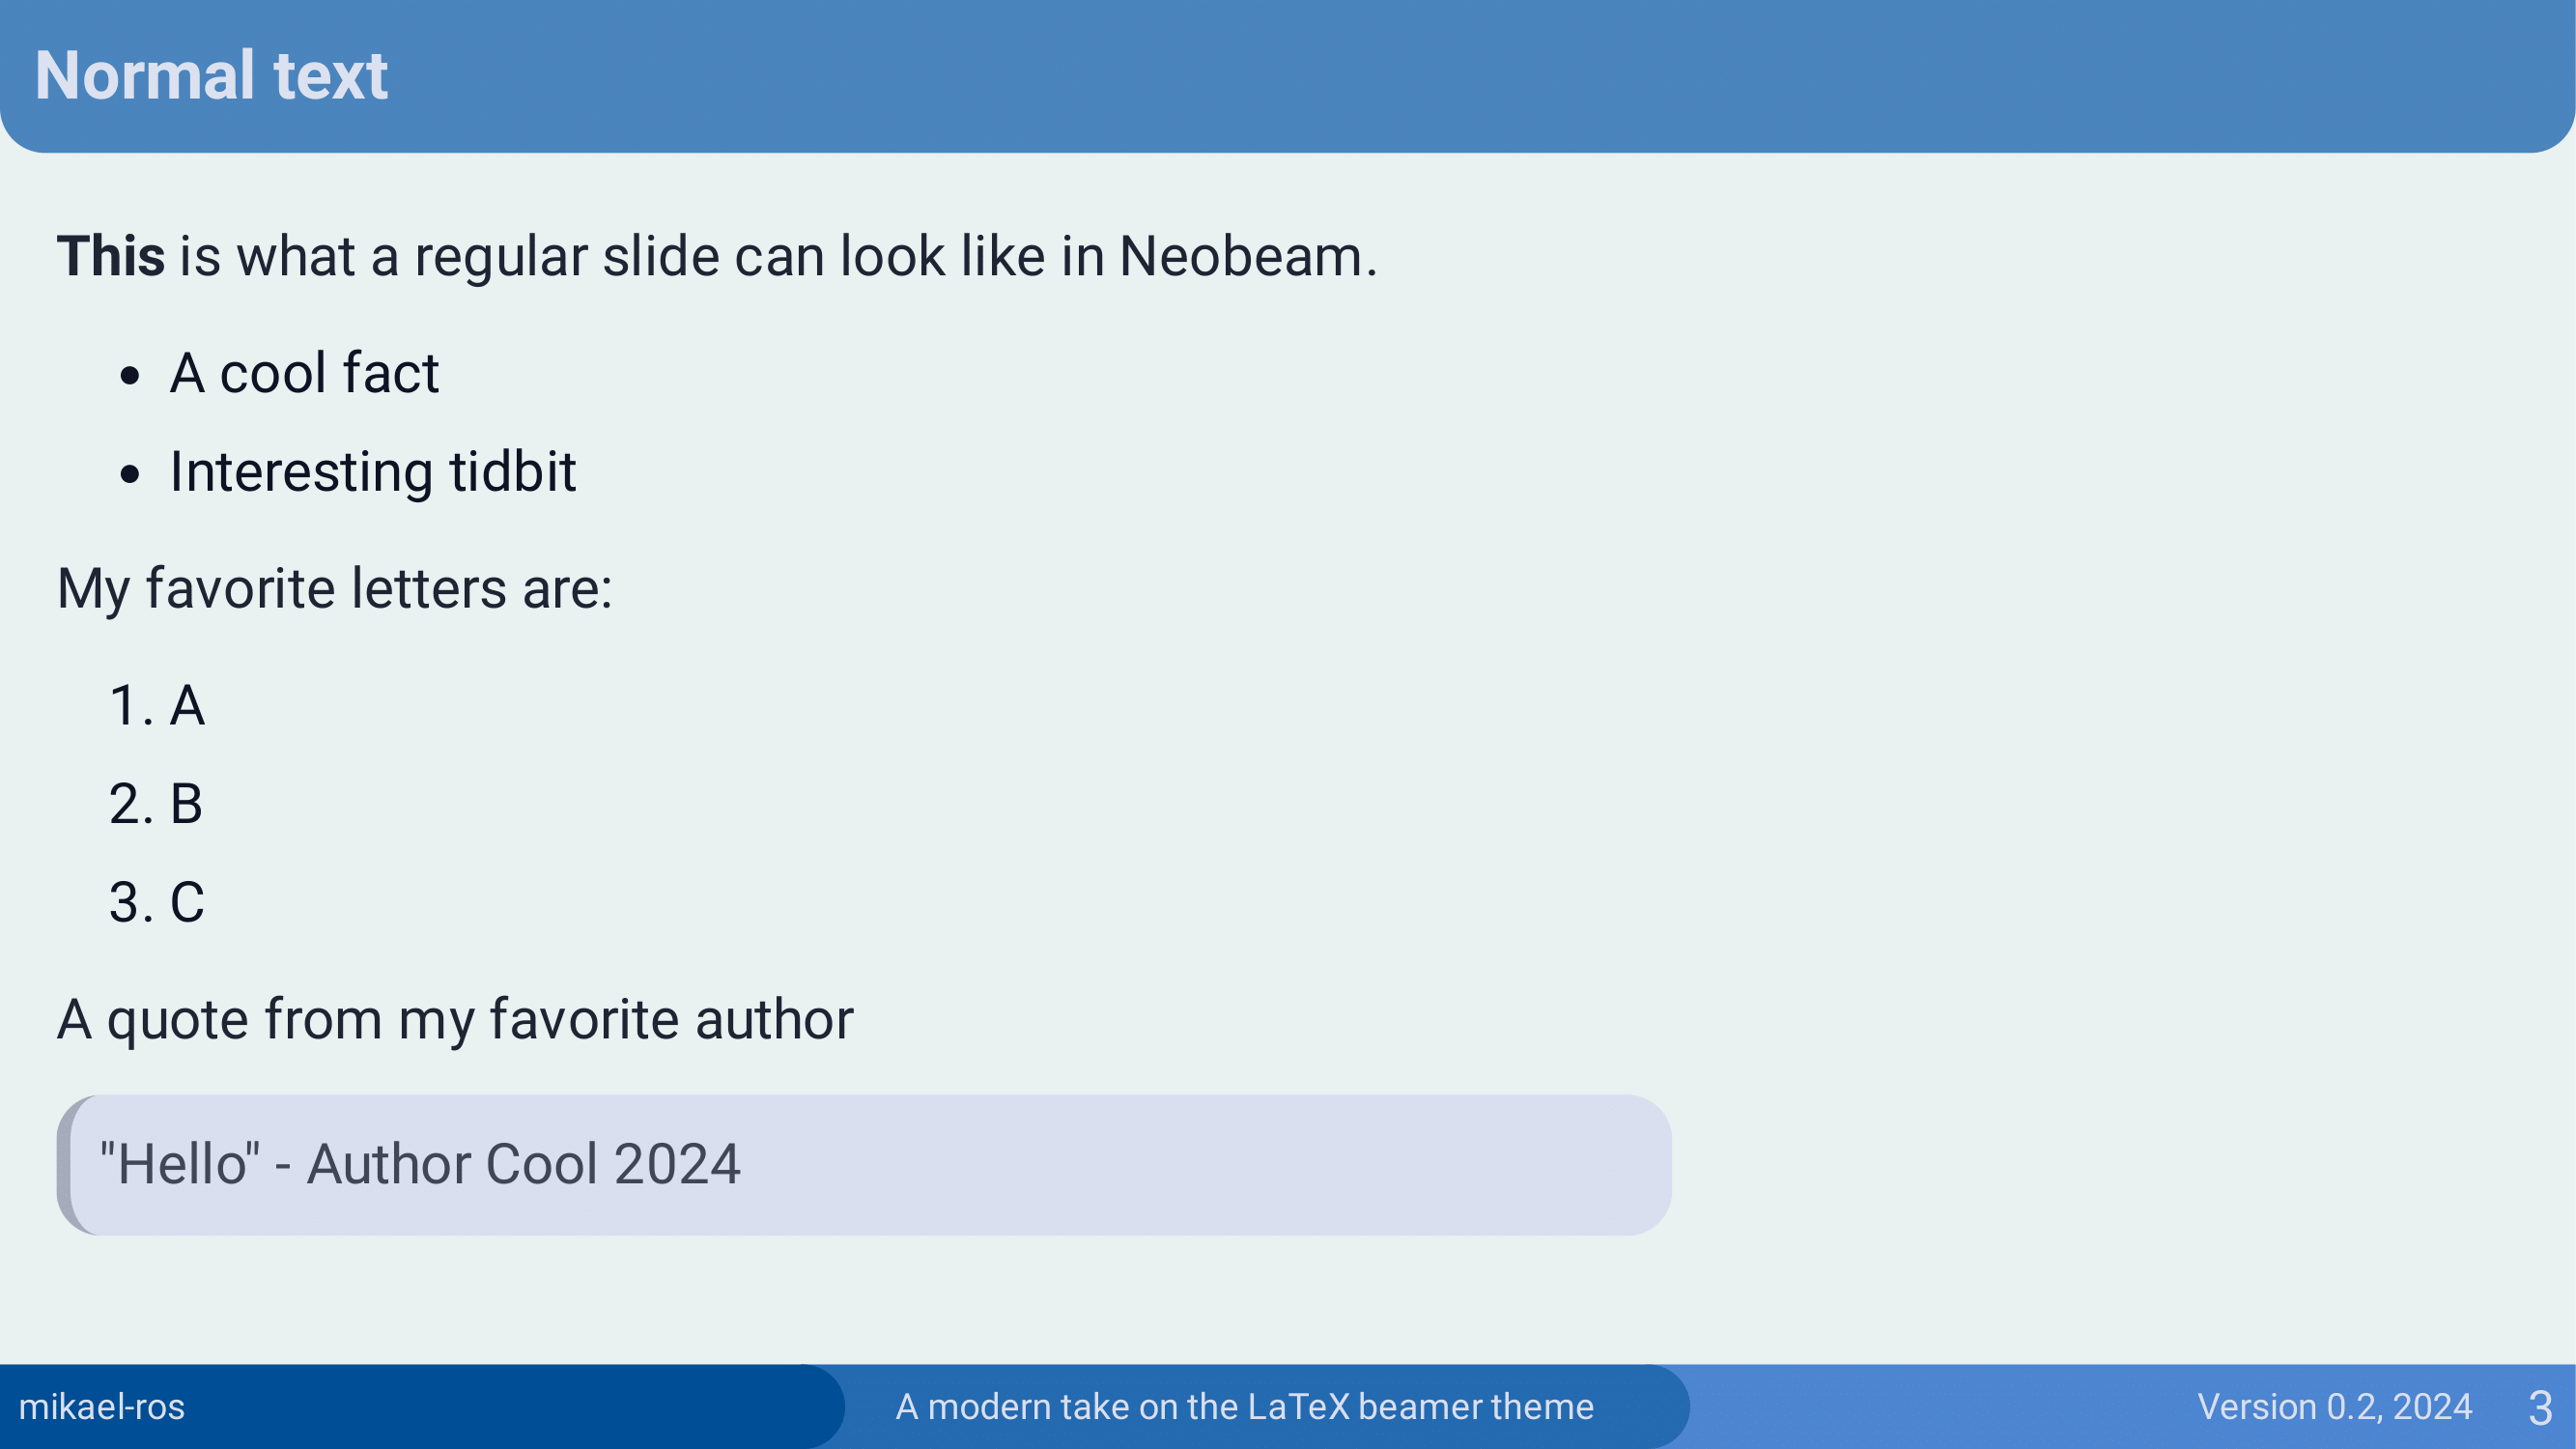 Normal text
This is what a regular slide can look like in Neobeam.
• A cool fact
• Interesting tidbit
My favorite letters are:
1. A
2. B
3. C
A quote from my favorite author
"Hello" - Author Cool 2024
mikael-ros
A modern take on the LaTeX beamer theme
Version 0.2, 2024
3